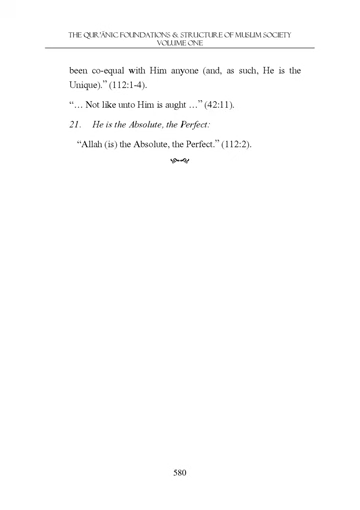 THE QUR'ĀNIC FOUNDATIONS & STRUCTURE OF MUSLIM SOCIETY
VOLUME ONE
been co-equal with Him anyone (and, as such, He is the
Unique).” (112:1-4).
“… Not like unto Him is aught …” (42:11).
21. He is the Absolute, the Perfect:
“Allah (is) the Absolute, the Perfect.” (112:2).
580